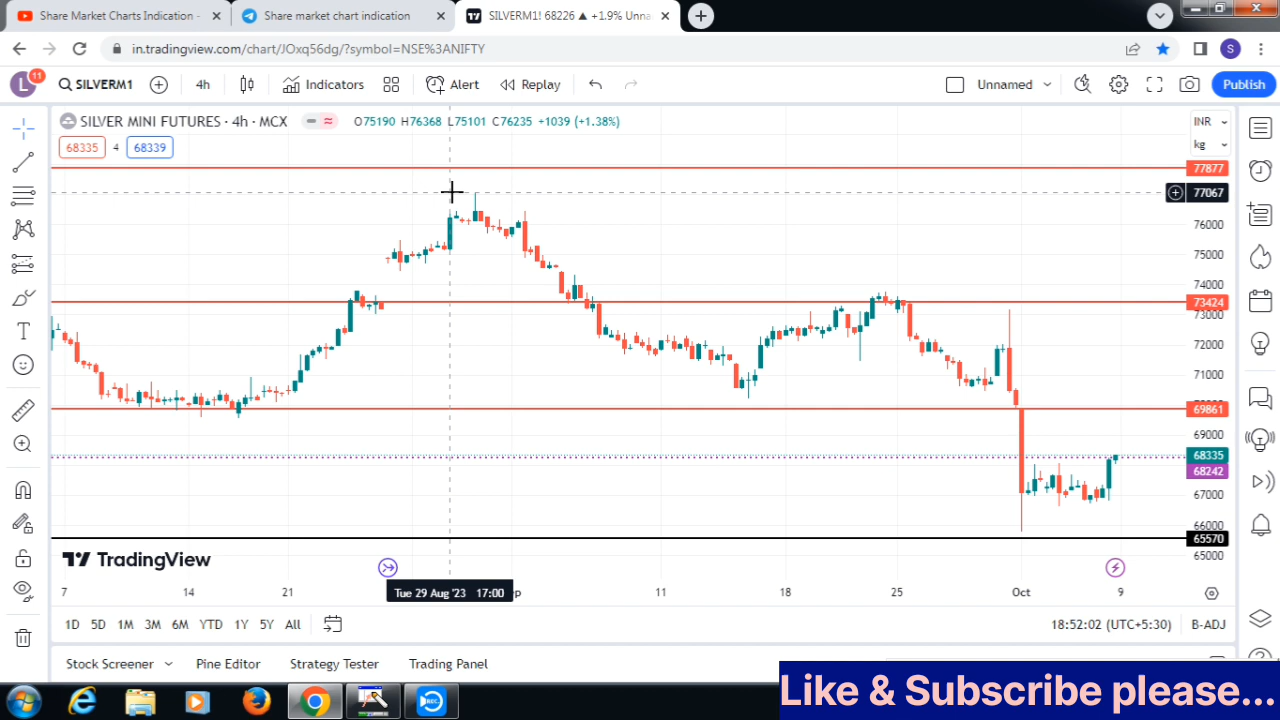 Share Market Charts Indication -
Share market chart indication
SILVERM1! 68226 ▲ +1.9% Unna
in.tradingview.com/chart/JOxq56dg/?symbol=NSE%3ANIFTY
S
L 11
SILVERM1
4h
Indicators
Alert
Replay
Unnamed
Publish
SILVER MINI FUTURES · 4h · MCX
O75190 H76368 L75101 C76235 +1039 (+1.38%)
68335 4 68339
INR
kg
77877
77067
76000
75000
74000
73424
73000
72000
71000
69861
69000
68335
68242
67000
66000
65570
65000
TradingView
7 14 21 11 18 25 Oct 9
Tue 29 Aug '23 17:00
1D 5D 1M 3M 6M YTD 1Y 5Y All
18:52:02 (UTC+5:30) B-ADJ
Stock Screener Pine Editor Strategy Tester Trading Panel
Like & Subscribe please...